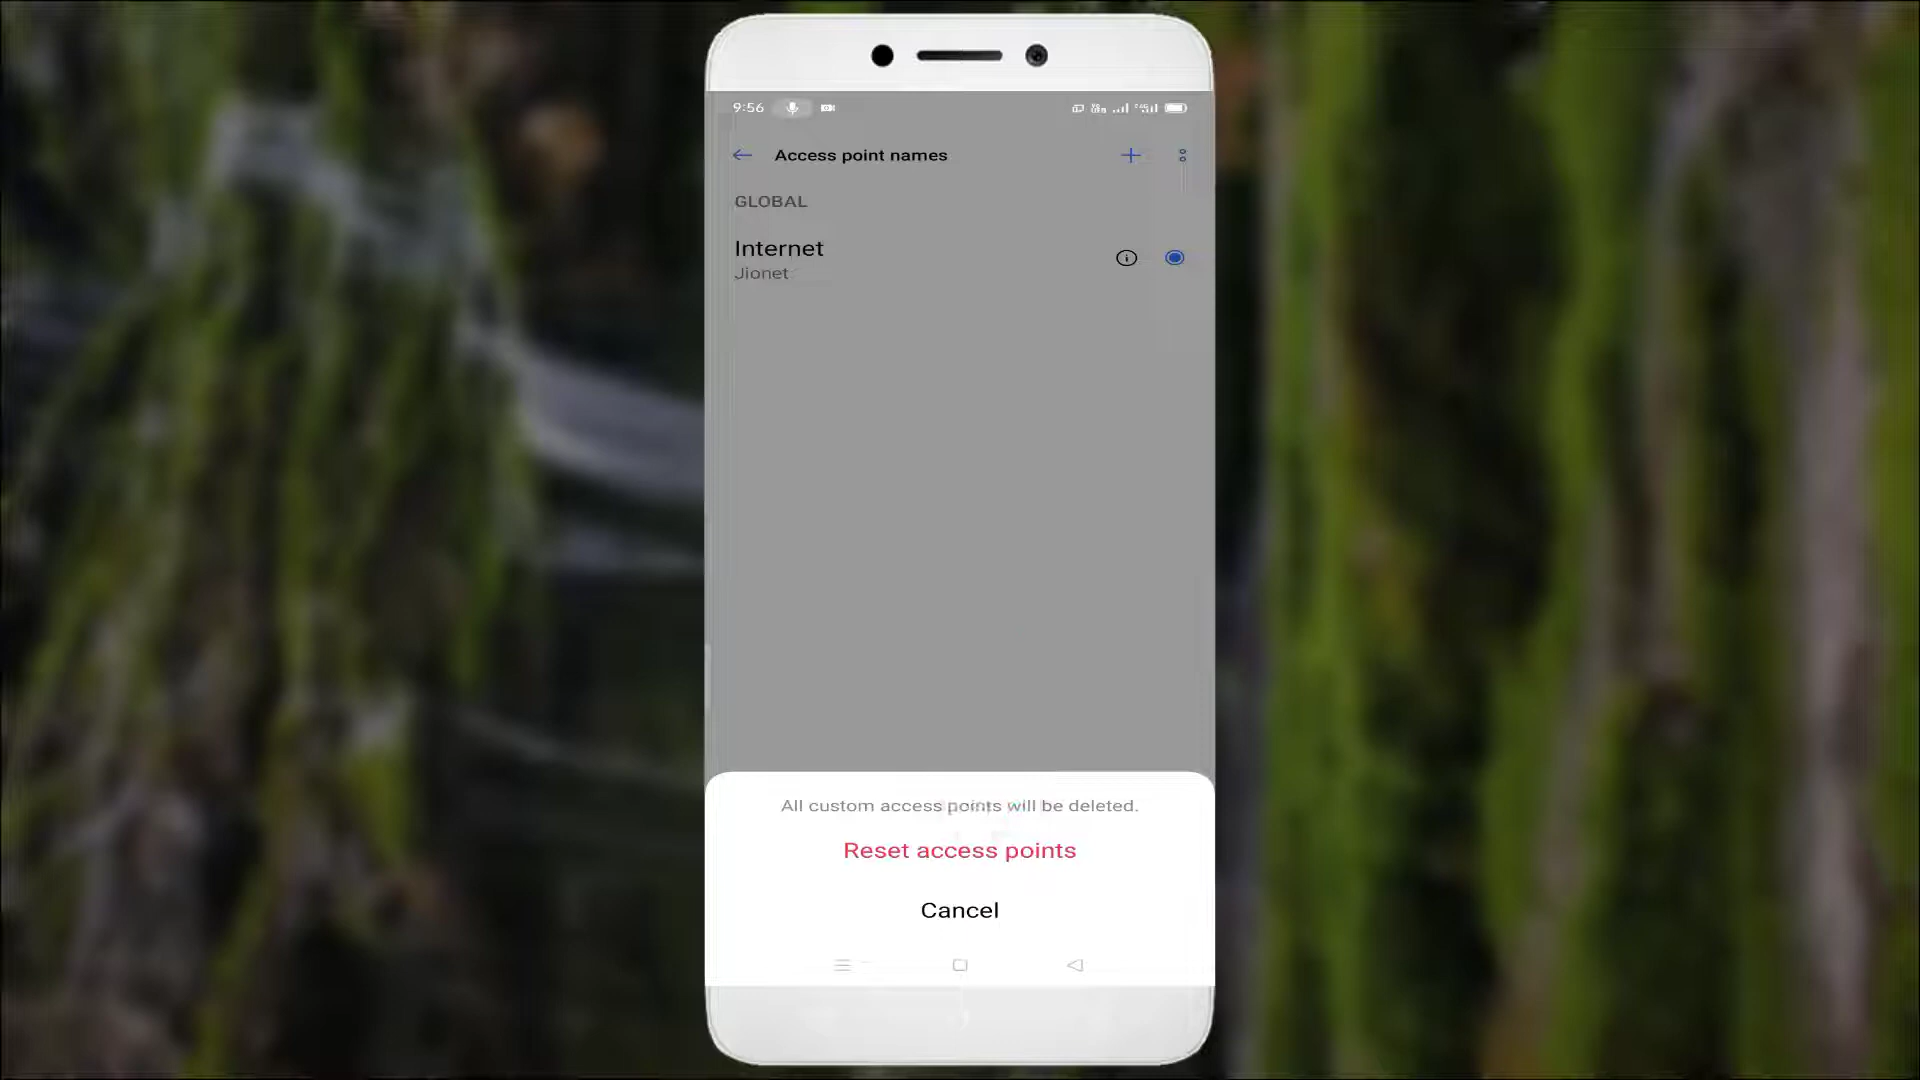 9:56
Access point names
GLOBAL
Internet
Jionet
All custom access points will be deleted.
Reset access points
Cancel